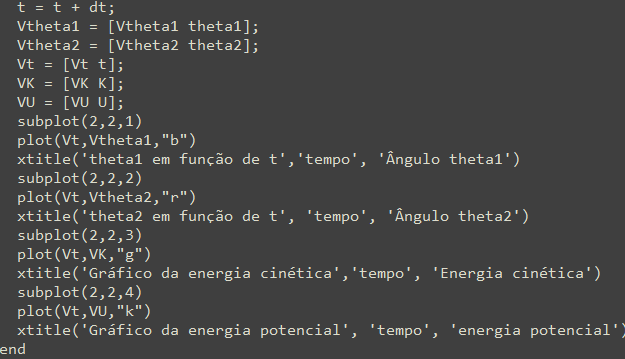 t = t + dt;
Vtheta1 = [Vtheta1 theta1];
Vtheta2 = [Vtheta2 theta2];
Vt = [Vt t];
VK = [VK K];
VU = [VU U];
subplot(2,2,1)
plot(Vt,Vtheta1,"b")
xtitle('theta1 em função de t','tempo', 'Ângulo theta1')
subplot(2,2,2)
plot(Vt,Vtheta2,"r")
xtitle('theta2 em função de t', 'tempo', 'Ângulo theta2')
subplot(2,2,3)
plot(Vt,VK,"g")
xtitle('Gráfico da energia cinética','tempo', 'Energia cinética')
subplot(2,2,4)
plot(Vt,VU,"k")
xtitle('Gráfico da energia potencial', 'tempo', 'energia potencial')
end